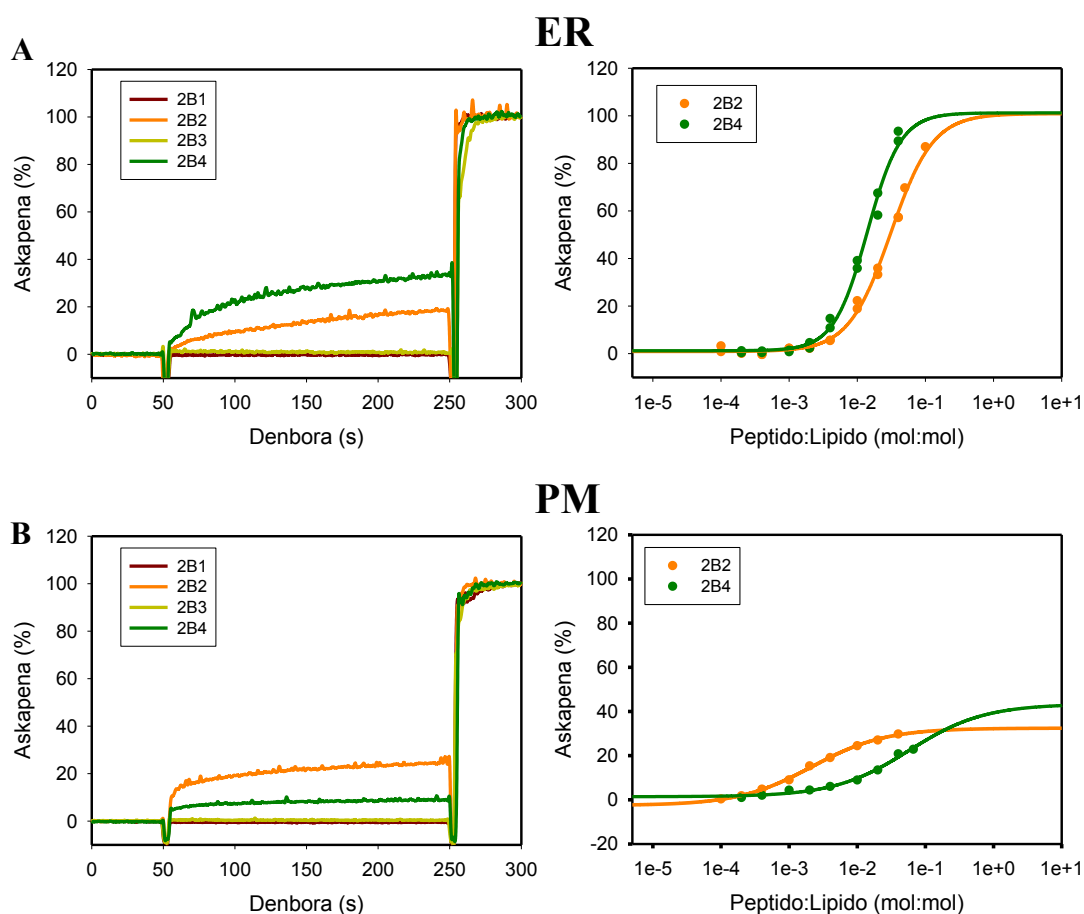 ER
A
120
100
80
60
40
20
0
Askapena (%)
2B1
2B2
2B3
2B4
0 50 100 150 200 250 300
Denbora (s)
120
100
80
60
40
20
0
Askapena (%)
2B2
2B4
1e-5 1e-4 1e-3 1e-2 1e-1 1e+0 1e+1
Peptido:Lipido (mol:mol)
PM
B
120
100
80
60
40
20
0
Askapena (%)
2B1
2B2
2B3
2B4
0 50 100 150 200 250 300
Denbora (s)
120
100
80
60
40
20
0
-20
Askapena (%)
2B2
2B4
1e-5 1e-4 1e-3 1e-2 1e-1 1e+0 1e+1
Peptido:Lipido (mol:mol)